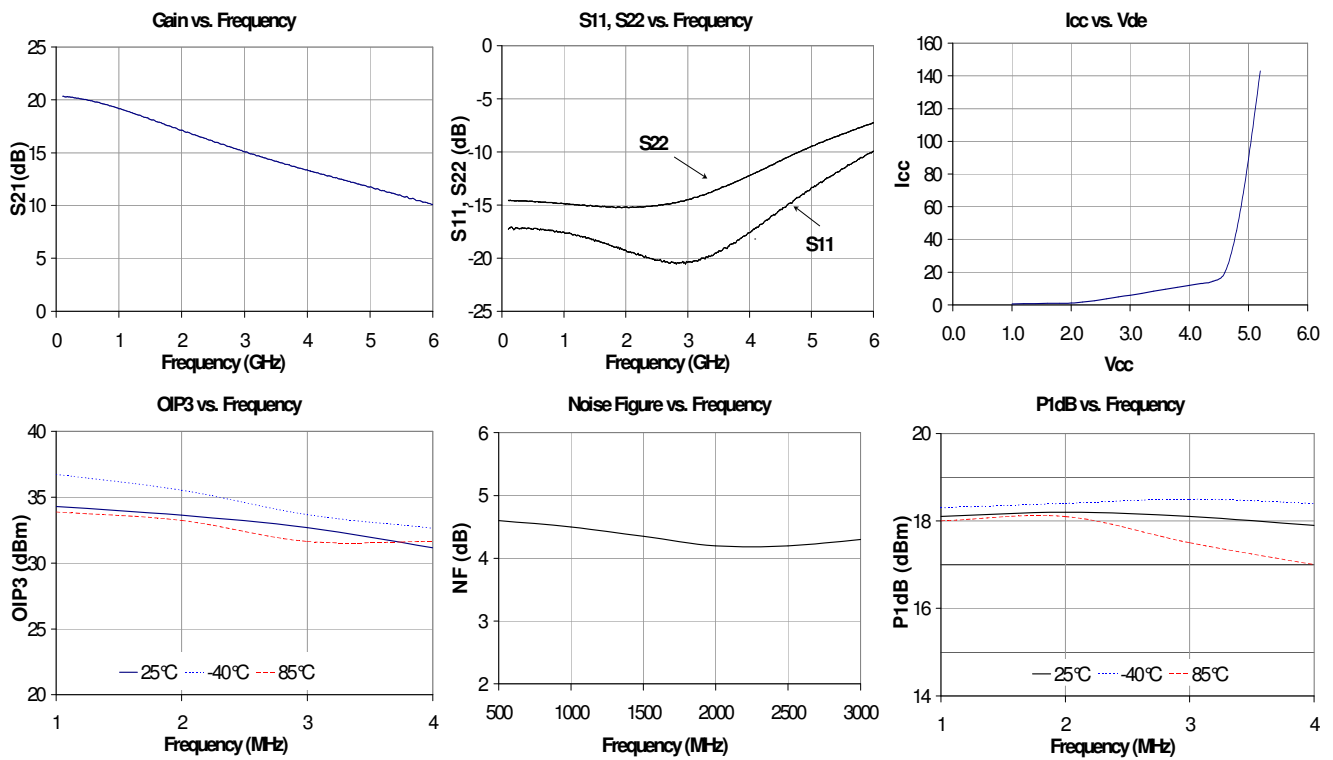 Gain vs. Frequency
25
20
15
10
5
0
S21(dB)
0 1 2 3 4 5 6
Frequency (GHz)
S11, S22 vs. Frequency
0
-5
-10
-15
-20
-25
S11, S22 (dB)
S22
S11
0 1 2 3 4 5 6
Frequency (GHz)
Icc vs. Vde
160
140
120
100
80
60
40
20
0
Icc
0.0 1.0 2.0 3.0 4.0 5.0 6.0
Vcc
OIP3 vs. Frequency
40
35
30
25
20
OIP3 (dBm)
25°C -40°C 85°C
1 2 3 4
Frequency (MHz)
Noise Figure vs. Frequency
6
5
4
3
2
NF (dB)
500 1000 1500 2000 2500 3000
Frequency (MHz)
P1dB vs. Frequency
20
18
16
14
P1dB (dBm)
25°C -40°C 85°C
1 2 3 4
Frequency (MHz)